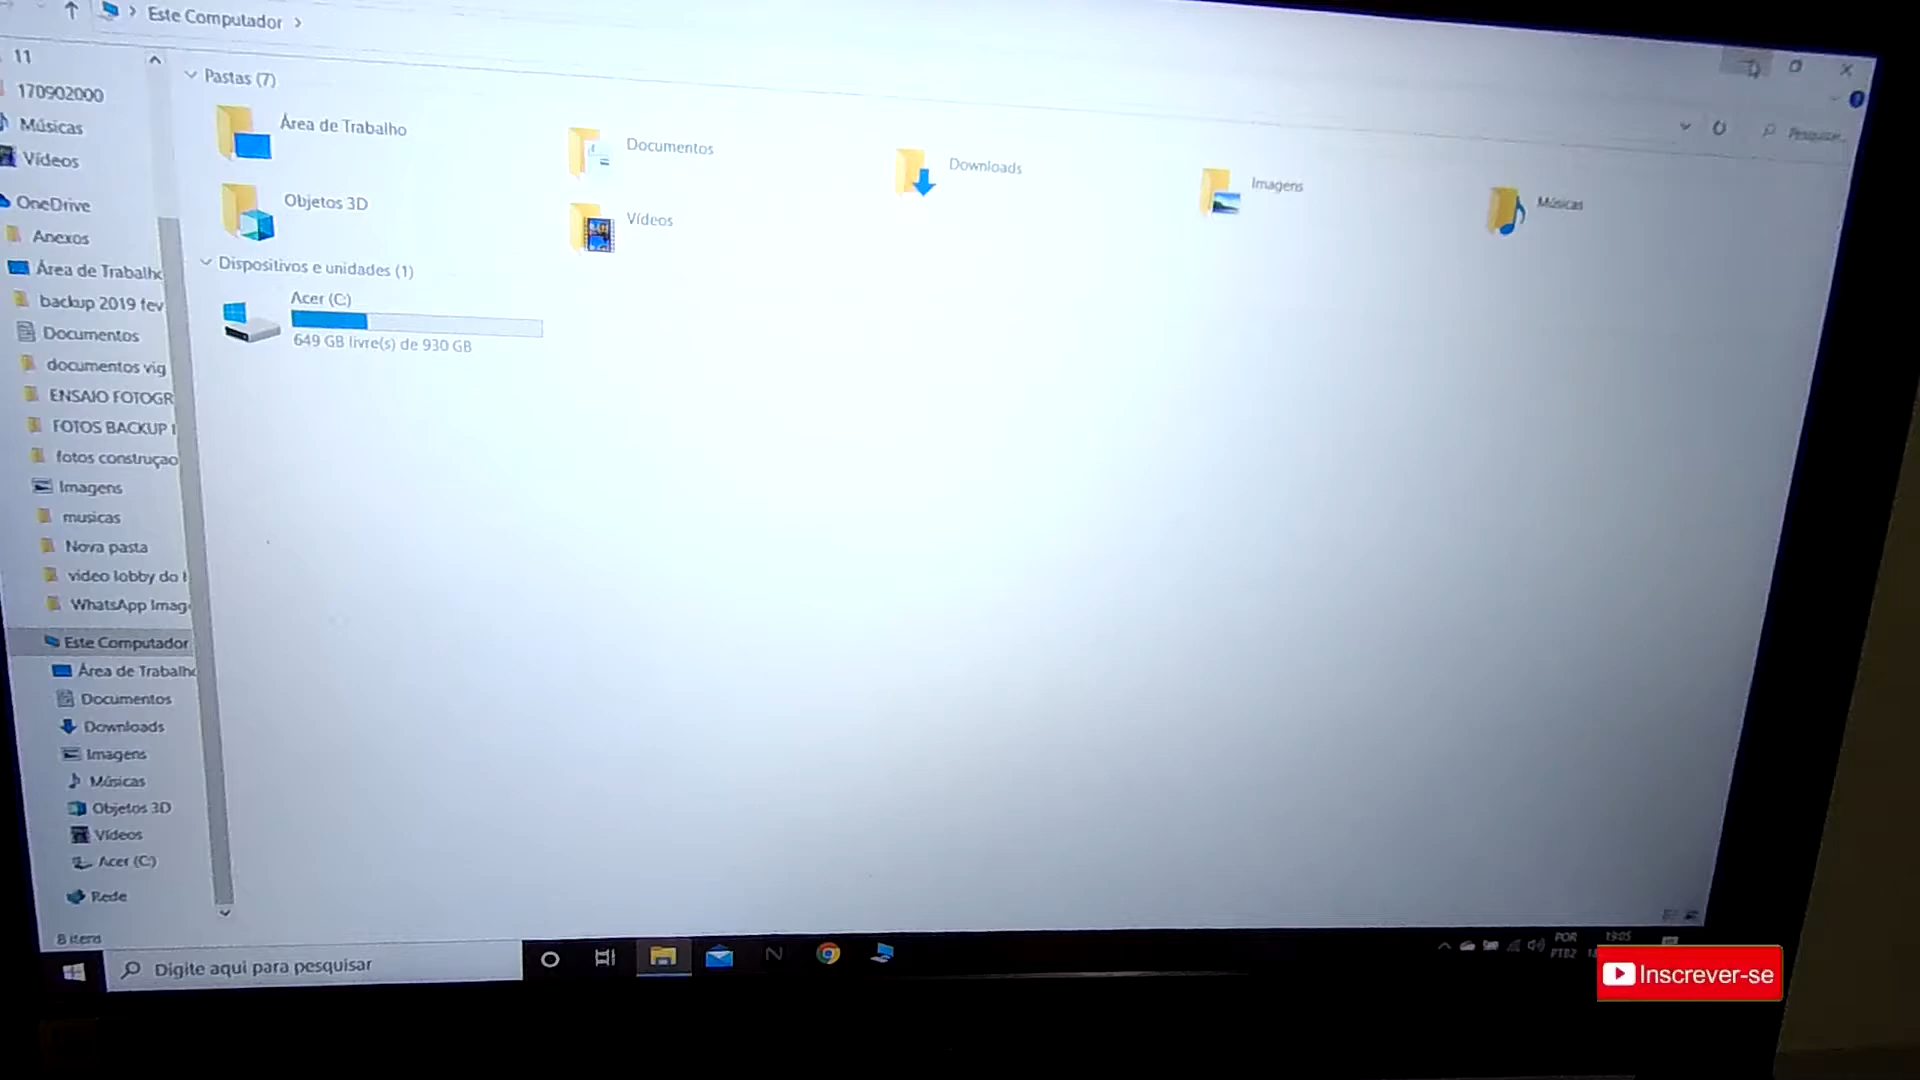 Este Computador
11
170902000
Músicas
Vídeos
OneDrive
Anexos
Área de Trabalho
backup 2019 fev
Documentos
documentos vig
ENSAIO FOTOGR
FOTOS BACKUP
fotos construçao
Imagens
musicas
Nova pasta
video lobby do
WhatsApp Imag
Este Computador
Área de Trabalho
Documentos
Downloads
Imagens
Músicas
Objetos 3D
Vídeos
Acer (C:)
Rede
8 itens
Pesquisar
Pastas (7)
Área de Trabalho
Documentos
Downloads
Imagens
Músicas
Objetos 3D
Vídeos
Dispositivos e unidades (1)
Acer (C:)
649 GB livre(s) de 930 GB
Digite aqui para pesquisar
POR
PTB2
19:05
Inscrever-se